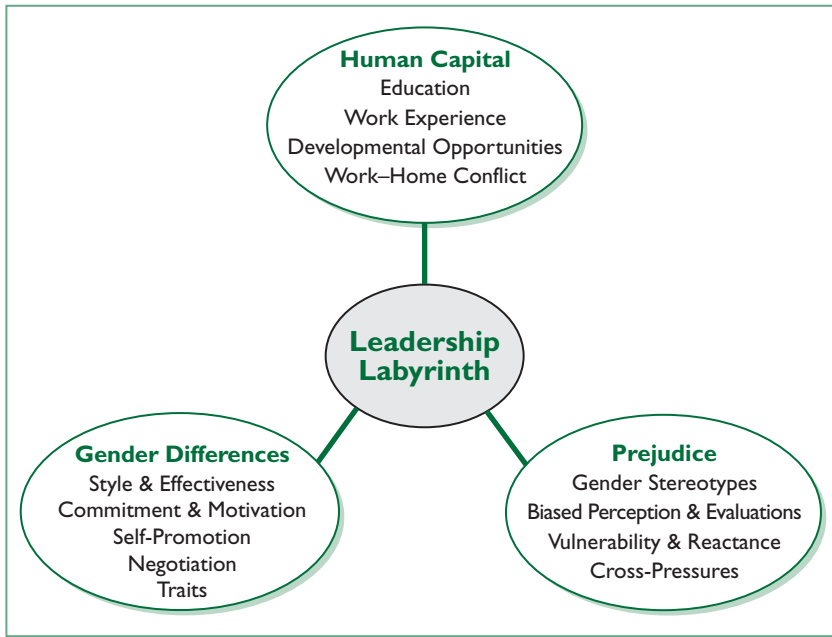 Human Capital
Education
Work Experience
Developmental Opportunities
Work–Home Conflict
Leadership
Labyrinth
Gender Differences
Style & Effectiveness
Commitment & Motivation
Self-Promotion
Negotiation
Traits
Prejudice
Gender Stereotypes
Biased Perception & Evaluations
Vulnerability & Reactance
Cross-Pressures